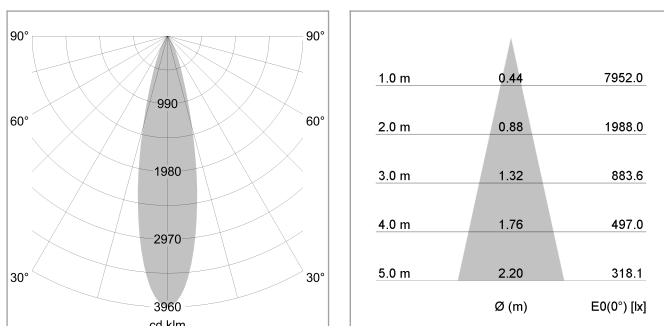 90° 90°
990
60° 60°
1980
2970
30° 30°
3960
cd klm
1.0 m 0.44 7952.0
2.0 m 0.88 1988.0
3.0 m 1.32 883.6
4.0 m 1.76 497.0
5.0 m 2.20 318.1
Ø (m) E0(0°) [lx]